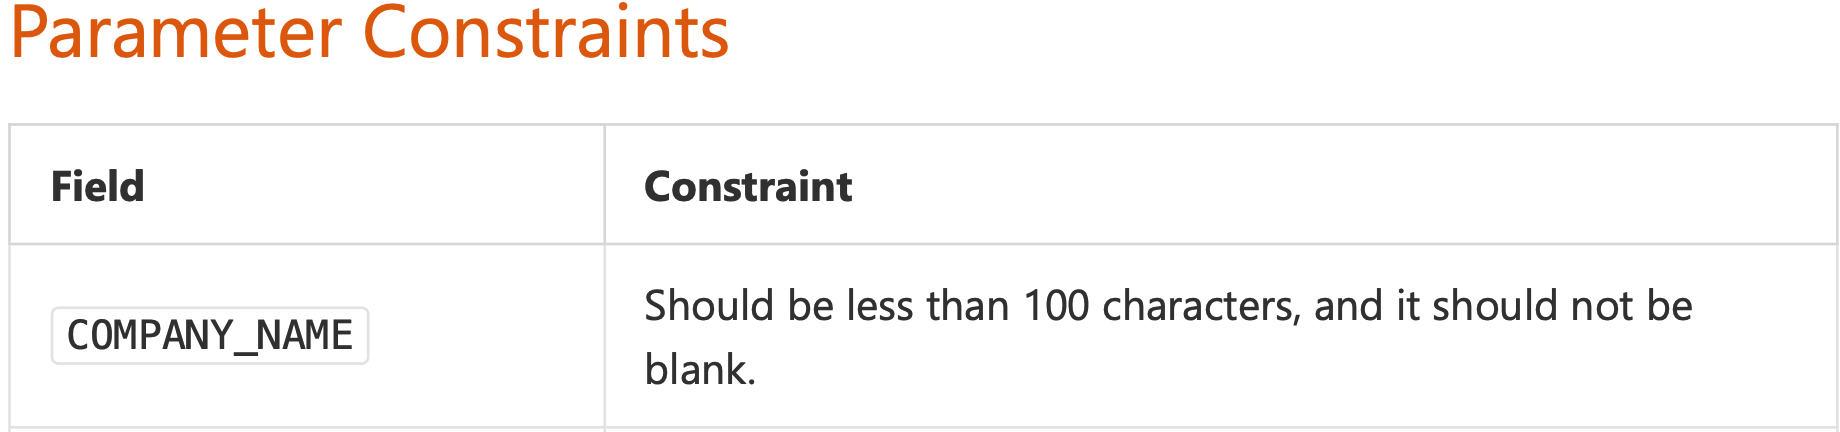 Parameter Constraints
Field
Constraint
COMPANY_NAME
Should be less than 100 characters, and it should not be
blank.